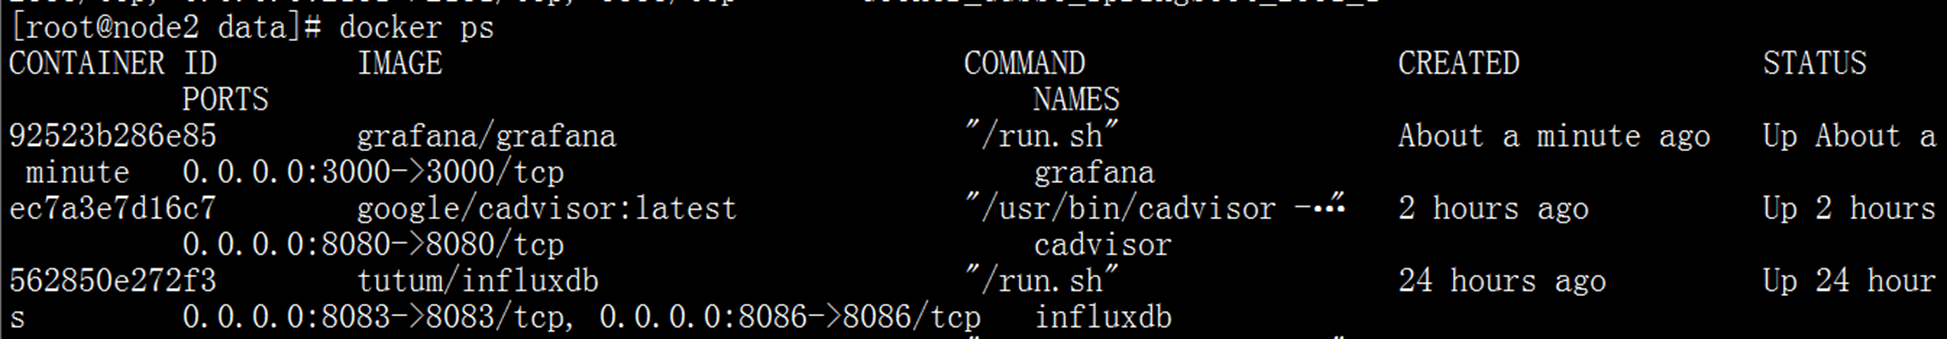 [root@node2 data]# docker ps
CONTAINER ID        IMAGE                                  COMMAND                  CREATED              STATUS
          PORTS                                            NAMES
92523b286e85        grafana/grafana                        "/run.sh"                About a minute ago   Up About a
 minute   0.0.0.0:3000->3000/tcp                           grafana
ec7a3e7d16c7        google/cadvisor:latest                 "/usr/bin/cadvisor -…"   2 hours ago          Up 2 hours
          0.0.0.0:8080->8080/tcp                           cadvisor
562850e272f3        tutum/influxdb                         "/run.sh"                24 hours ago         Up 24 hour
s         0.0.0.0:8083->8083/tcp, 0.0.0.0:8086->8086/tcp   influxdb